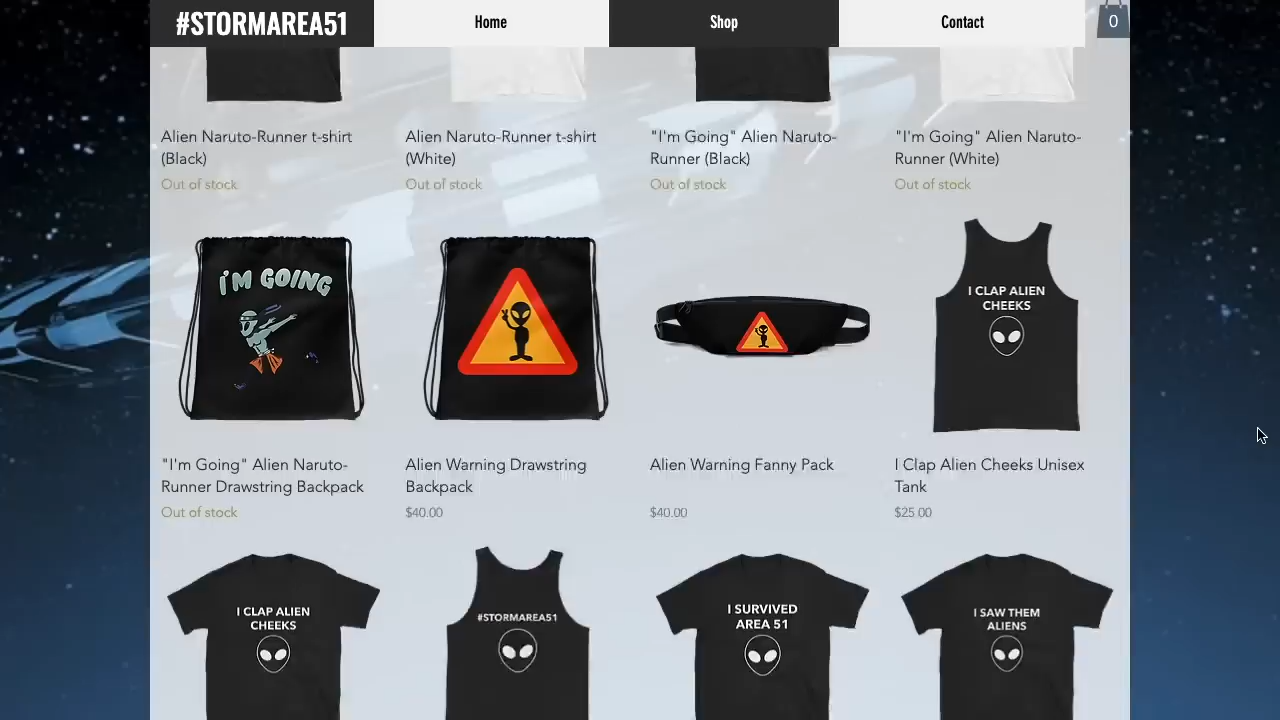 #STORMAREA51 Home Shop Contact 0
Alien Naruto-Runner t-shirt
(Black)
Out of stock
Alien Naruto-Runner t-shirt
(White)
Out of stock
"I'm Going" Alien Naruto-
Runner (Black)
Out of stock
"I'm Going" Alien Naruto-
Runner (White)
Out of stock
I'M GOING
"I'm Going" Alien Naruto-
Runner Drawstring Backpack
Out of stock
Alien Warning Drawstring
Backpack
$40.00
Alien Warning Fanny Pack
$40.00
I CLAP ALIEN
CHEEKS
I Clap Alien Cheeks Unisex
Tank
$25.00
I CLAP ALIEN
CHEEKS
#STORMAREA51
I SURVIVED
AREA 51
I SAW THEM
ALIENS